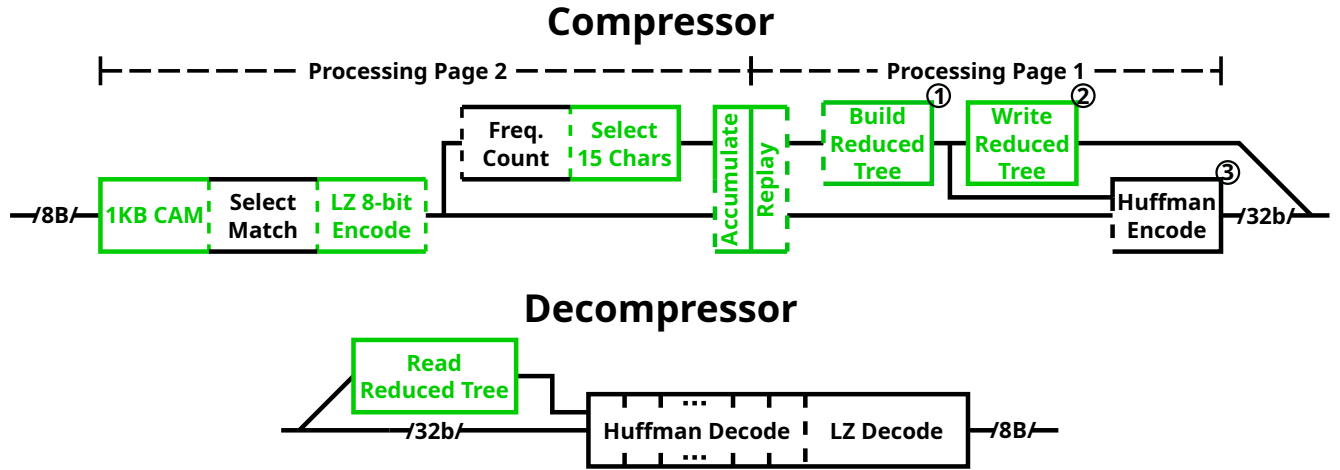 Compressor
Processing Page 2
Processing Page 1
1
2
Freq.
Count
Select
15 Chars
Accumulate
Replay
Build
Reduced
Tree
Write
Reduced
Tree
3
/8B/
1KB CAM
Select
Match
LZ 8-bit
Encode
Huffman
Encode
/32b/
Decompressor
Read
Reduced Tree
/32b/
...
Huffman Decode
...
LZ Decode
/8B/